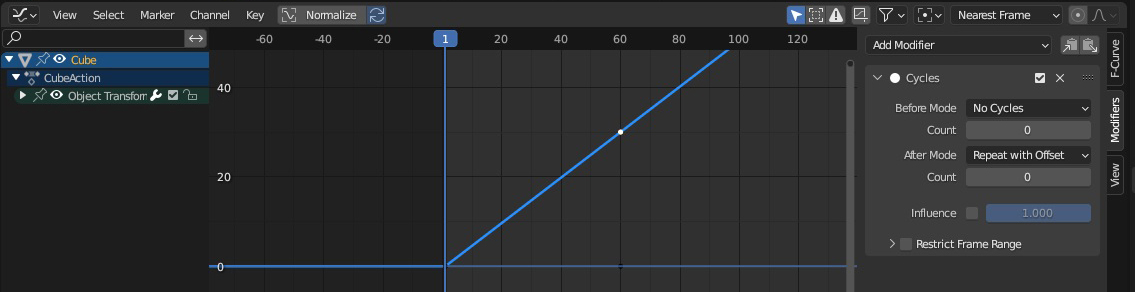 View Select Marker Channel Key Normalize Nearest Frame
-60 -40 -20 1 20 40 60 80 100 120
Cube
CubeAction
Object Transfor
40
20
0
Add Modifier
Cycles
Before Mode No Cycles
Count 0
After Mode Repeat with Offset
Count 0
Influence 1.000
Restrict Frame Range
F-Curve
Modifiers
View